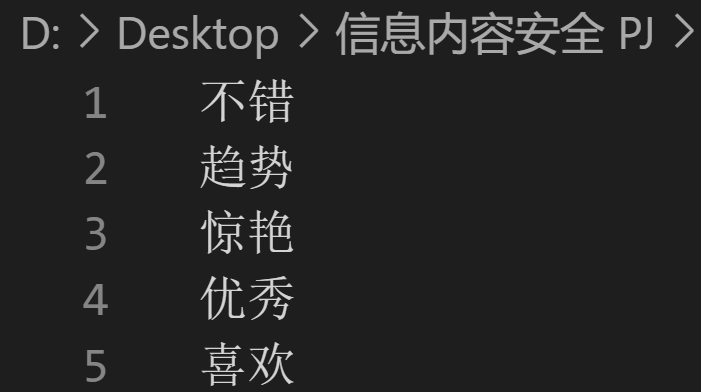 D: > Desktop > 信息内容安全 PJ >
1 不错
2 趋势
3 惊艳
4 优秀
5 喜欢